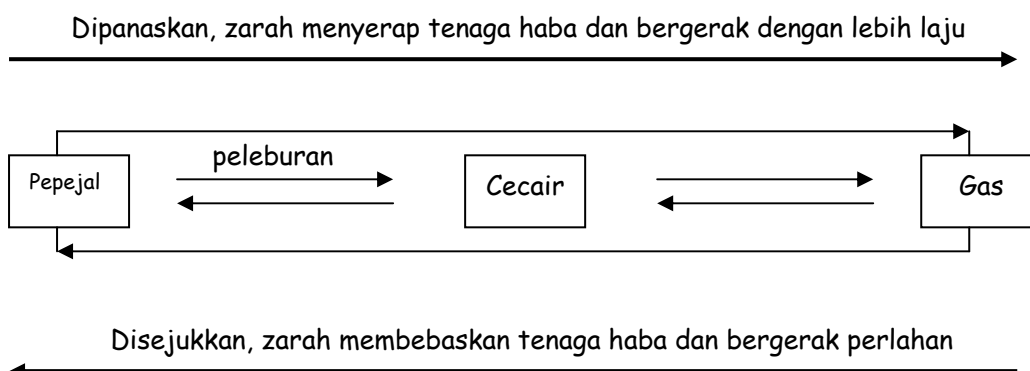 Dipanaskan, zarah menyerap tenaga haba dan bergerak dengan lebih laju
peleburan
Pepejal
Cecair
Gas
Disejukkan, zarah membebaskan tenaga haba dan bergerak perlahan